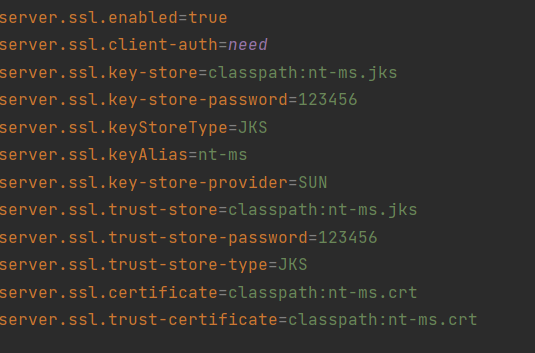 server.ssl.enabled=true
server.ssl.client-auth=need
server.ssl.key-store=classpath:nt-ms.jks
server.ssl.key-store-password=123456
server.ssl.keyStoreType=JKS
server.ssl.keyAlias=nt-ms
server.ssl.key-store-provider=SUN
server.ssl.trust-store=classpath:nt-ms.jks
server.ssl.trust-store-password=123456
server.ssl.trust-store-type=JKS
server.ssl.certificate=classpath:nt-ms.crt
server.ssl.trust-certificate=classpath:nt-ms.crt